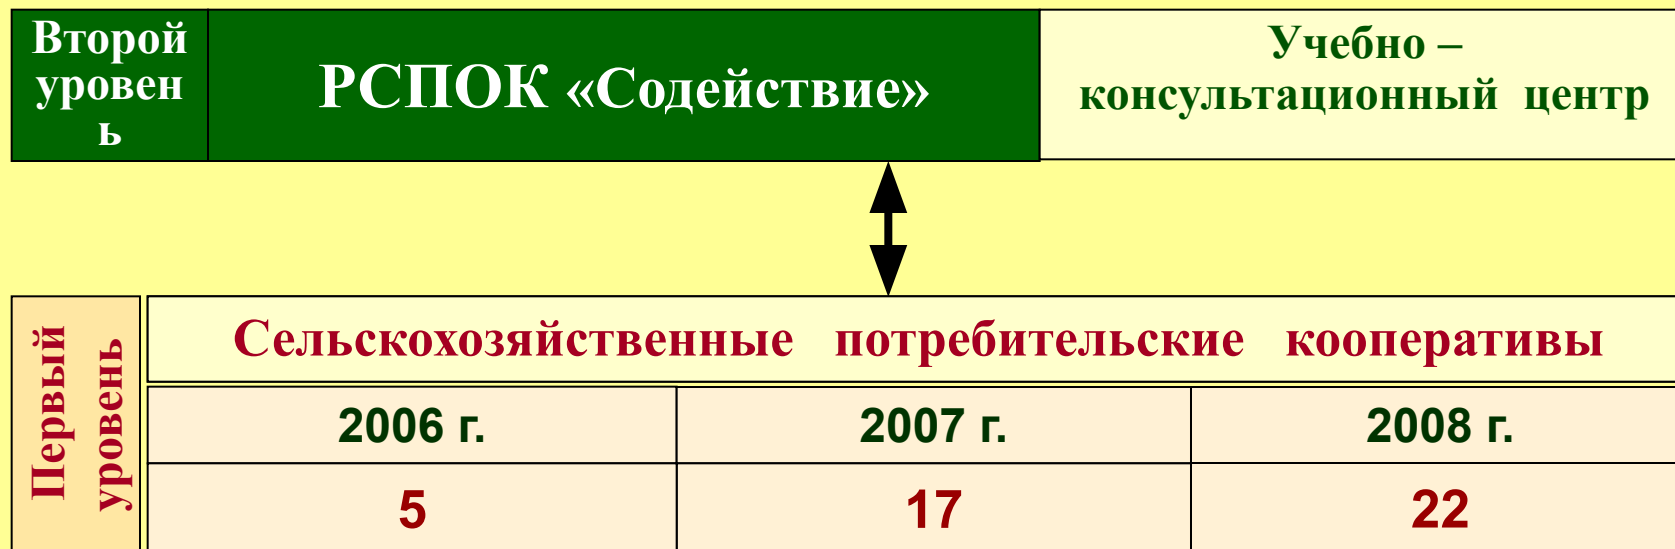 Второй
уровен
ь
РСПОК «Содействие»
Учебно –
консультационный центр
Первый
уровень
Сельскохозяйственные потребительские кооперативы
2006 г. 2007 г. 2008 г.
5 17 22